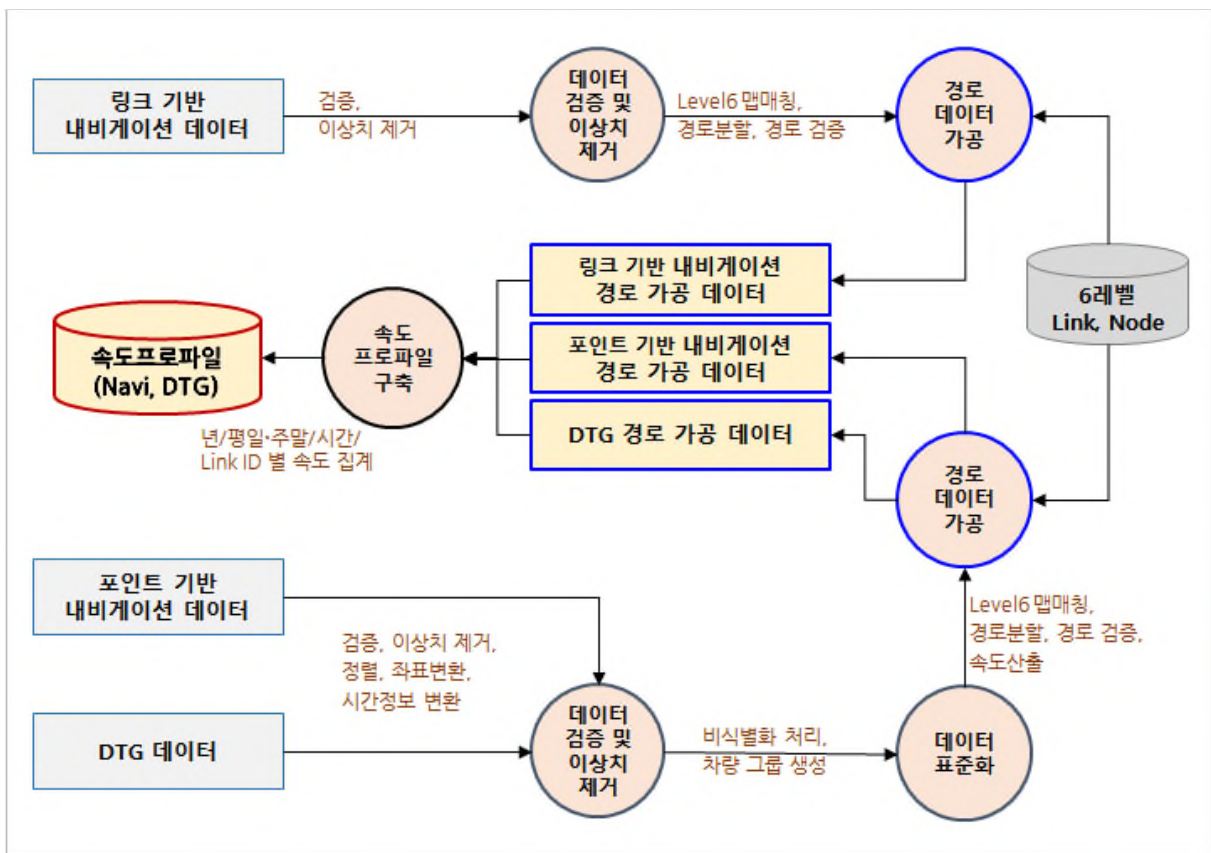 링크 기반
내비게이션 데이터
검증,
이상치 제거
데이터
검증 및
이상치
제거
Level6 맵매칭,
경로분할, 경로 검증
경로
데이터
가공
링크 기반 내비게이션
경로 가공 데이터
6레벨
Link, Node
속도프로파일
(Navi, DTG)
속도
프로파일
구축
포인트 기반 내비게이션
경로 가공 데이터
DTG 경로 가공 데이터
년/평일·주말/시간/
Link ID 별 속도 집계
경로
데이터
가공
포인트 기반
내비게이션 데이터
검증, 이상치 제거,
정렬, 좌표변환,
시간정보 변환
Level6 맵매칭,
경로분할, 경로 검증,
속도산출
DTG 데이터
데이터
검증 및
이상치
제거
비식별화 처리,
차량 그룹 생성
데이터
표준화